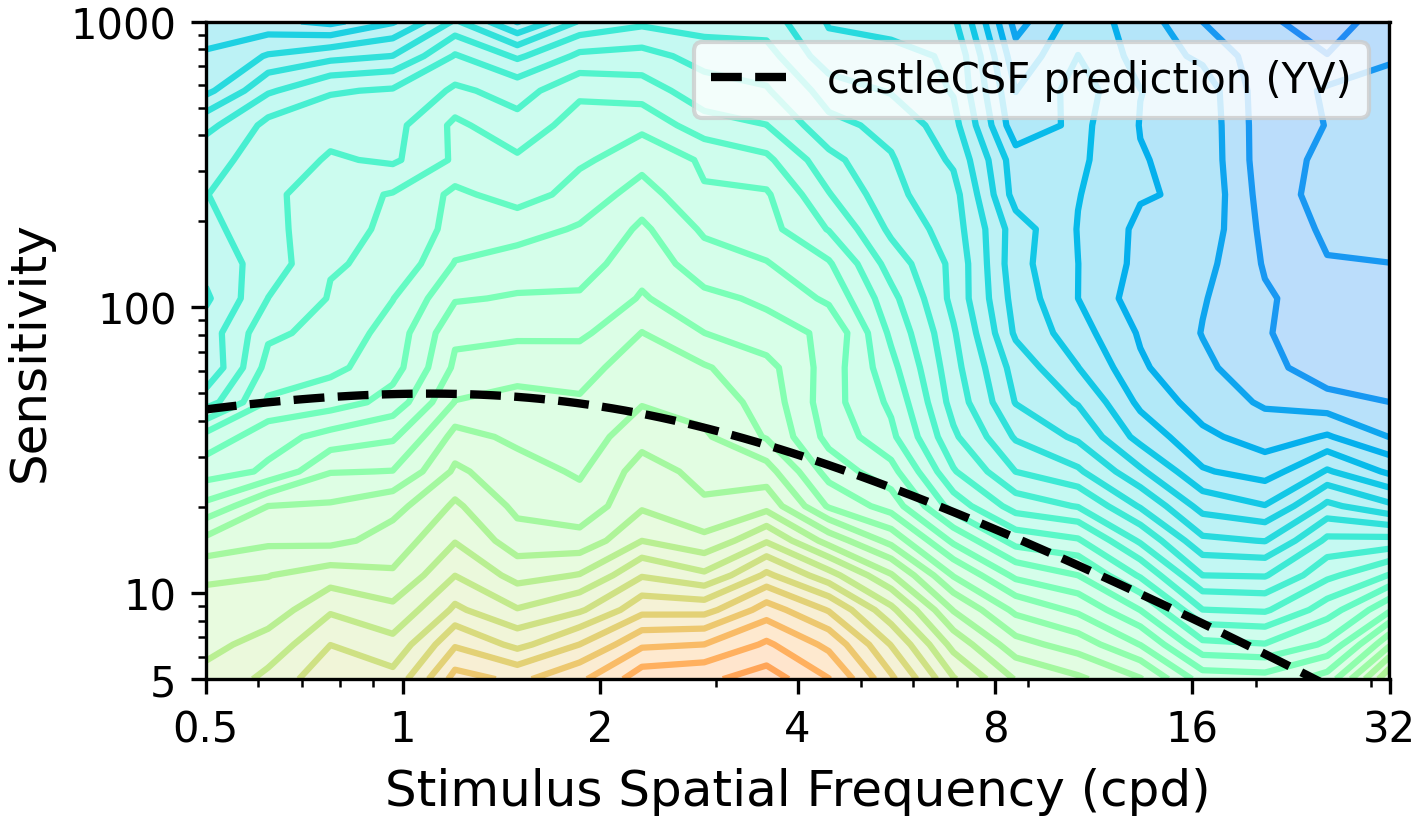 1000
100
10
5
Sensitivity
castleCSF prediction (YV)
0.5 1 2 4 8 16 32
Stimulus Spatial Frequency (cpd)